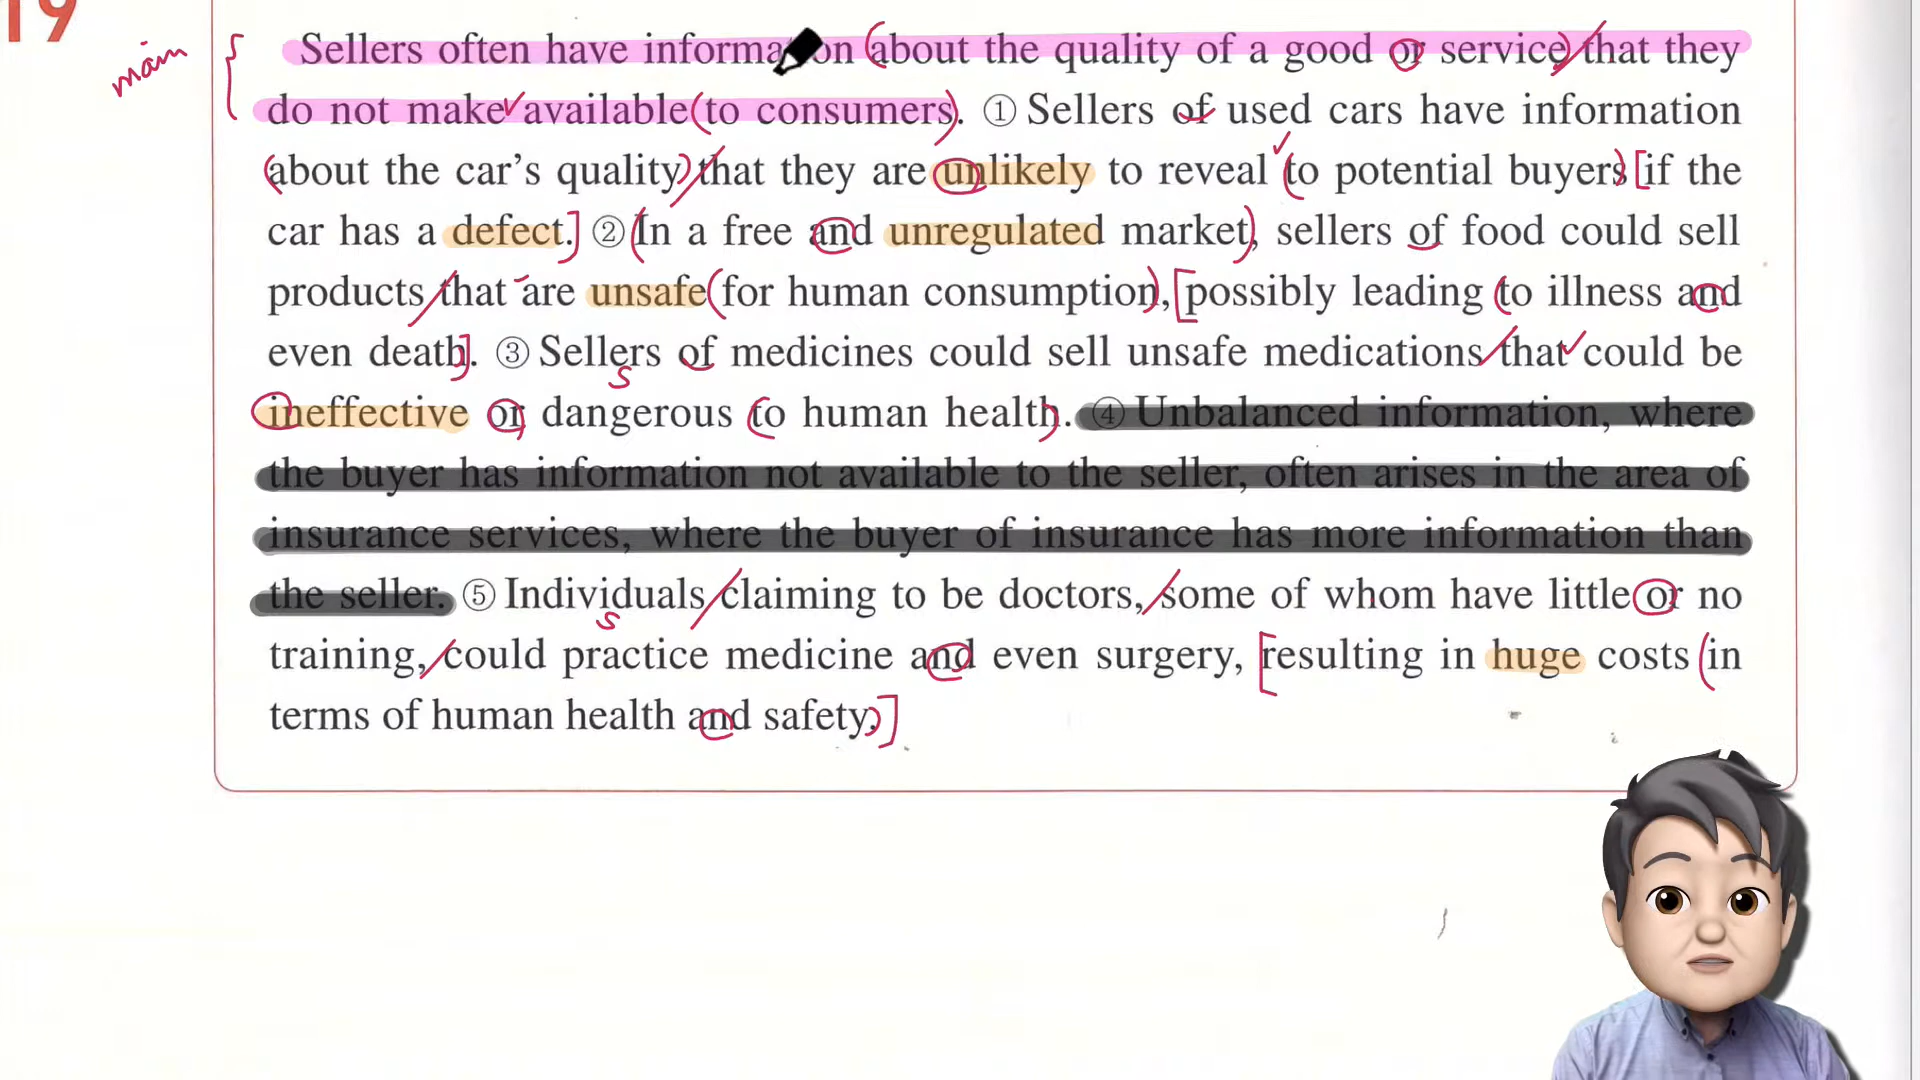 19
main
Sellers often have information about the quality of a good or service that they
do not make available to consumers. ① Sellers of used cars have information
about the car’s quality that they are unlikely to reveal to potential buyers if the
car has a defect. ② In a free and unregulated market, sellers of food could sell
products that are unsafe for human consumption, possibly leading to illness and
even death. ③ Sellers of medicines could sell unsafe medications that could be
s
ineffective or dangerous to human health. ④ Unbalanced information, where
the buyer has information not available to the seller, often arises in the area of
insurance services, where the buyer of insurance has more information than
the seller. ⑤ Individuals claiming to be doctors, some of whom have little or no
s
training, could practice medicine and even surgery, resulting in huge costs in
terms of human health and safety.